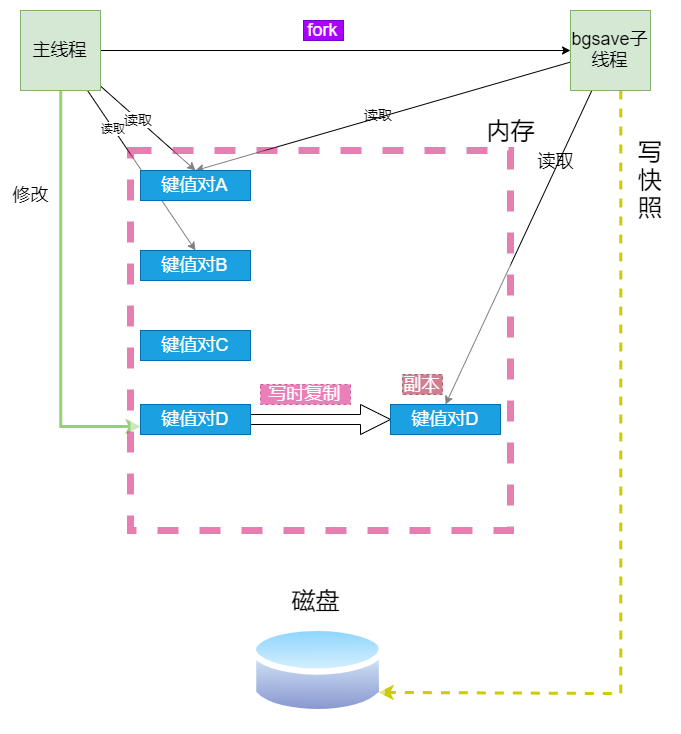 主线程
fork
bgsave子
线程
读取
读取
读取
内存
读取
写
快
照
修改
键值对A
键值对B
键值对C
键值对D
写时复制
副本
键值对D
磁盘